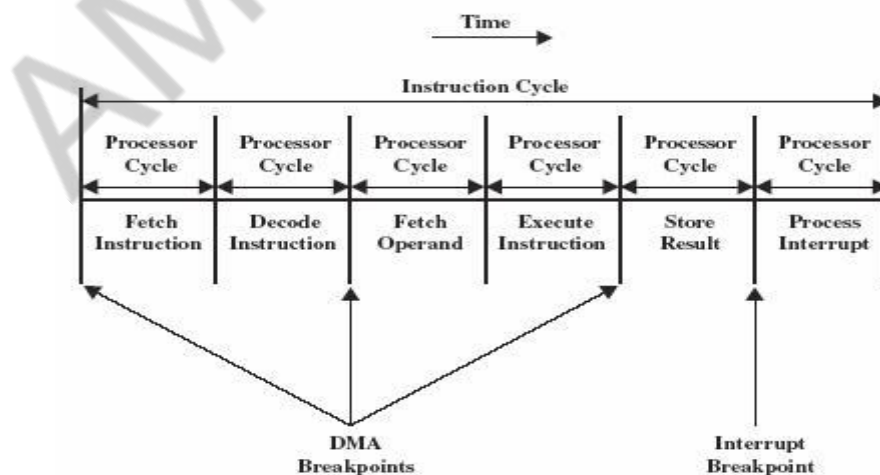 AM
Time
Instruction Cycle
Processor Cycle
Processor Cycle
Processor Cycle
Processor Cycle
Processor Cycle
Processor Cycle
Fetch Instruction
Decode Instruction
Fetch Operand
Execute Instruction
Store Result
Process Interrupt
DMA Breakpoints
Interrupt Breakpoint